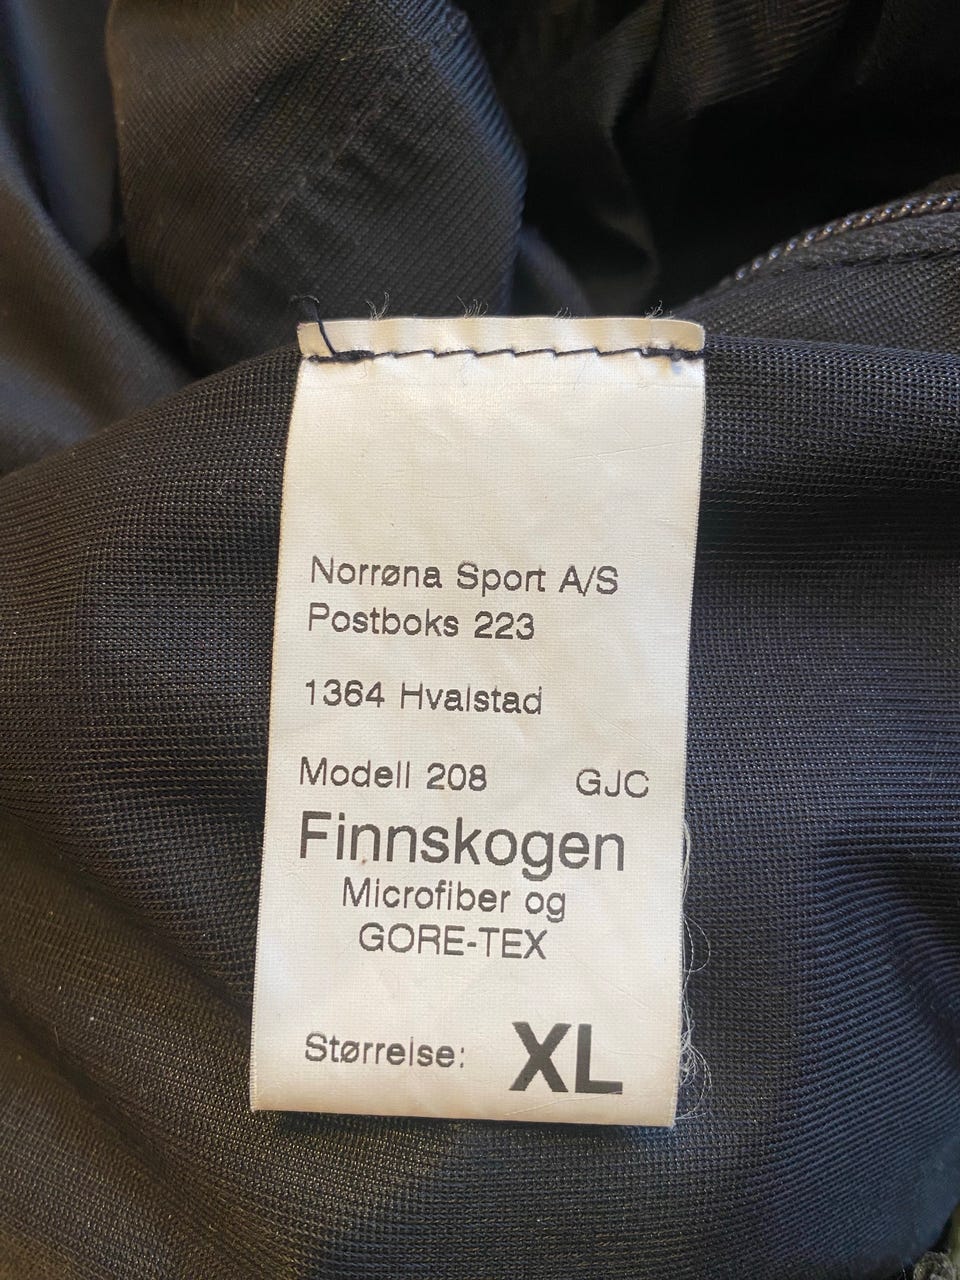 Norrøna Sport A/S
Postboks 223
1364 Hvalstad
Modell 208 GJC
Finnskogen
Microfiber og
GORE-TEX
Størrelse: XL